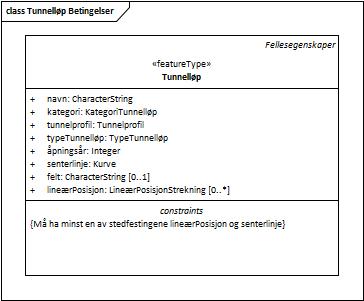 class Tunnelløp Betingelser
Fellesegenskaper
«featureType»
Tunnelløp
+ navn: CharacterString
+ kategori: KategoriTunnelløp
+ tunnelprofil: Tunnelprofil
+ typeTunnelløp: TypeTunnelløp
+ åpningsår: Integer
+ senterlinje: Kurve
+ felt: CharacterString [0..1]
+ lineærPosisjon: LineærPosisjonStrekning [0..*]
constraints
{Må ha minst en av stedfestingene lineærPosisjon og senterlinje}